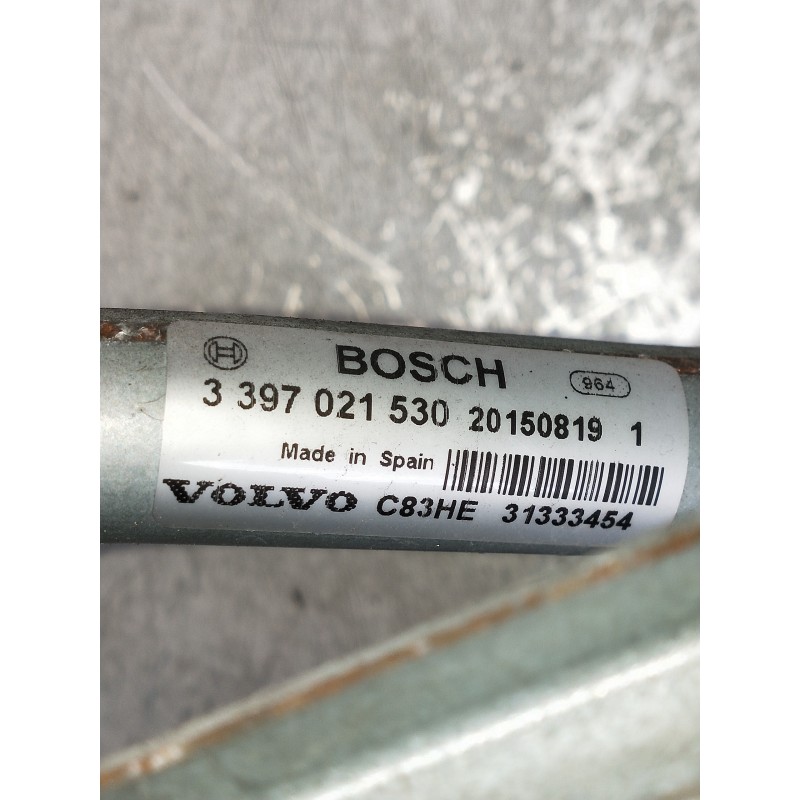 BOSCH 964
3 397 021 530 20150819 1
Made in Spain
VOLVO C83HE 31333454